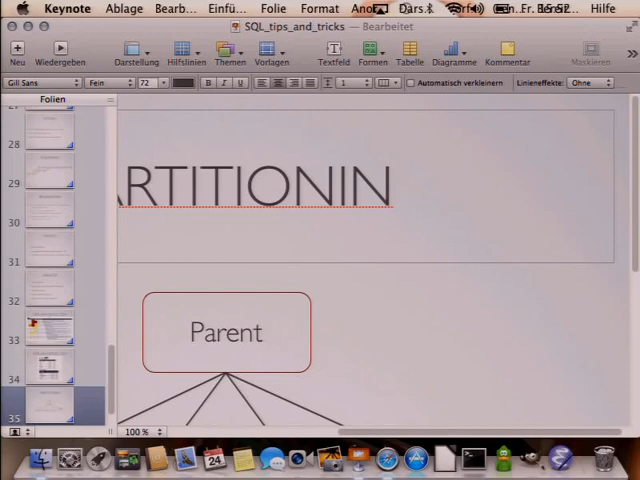 Keynote Ablage Bearb... Einfü... Folie Format Hilfe
SQL_tips_and_tricks — Bearbeitet
Neu Wiedergeben Darstellung Hilfslinien Themen Vorlagen Textfeld Formen Tabelle Diagramme Kommentar Maskieren
Gill Sans Fein 72 B I U 1 Automatisch verkleinern Linieneffekte: Ohne
Folien
28
29
30
31
32
33
34
35
ARTITIONIN
Parent
100 %
24